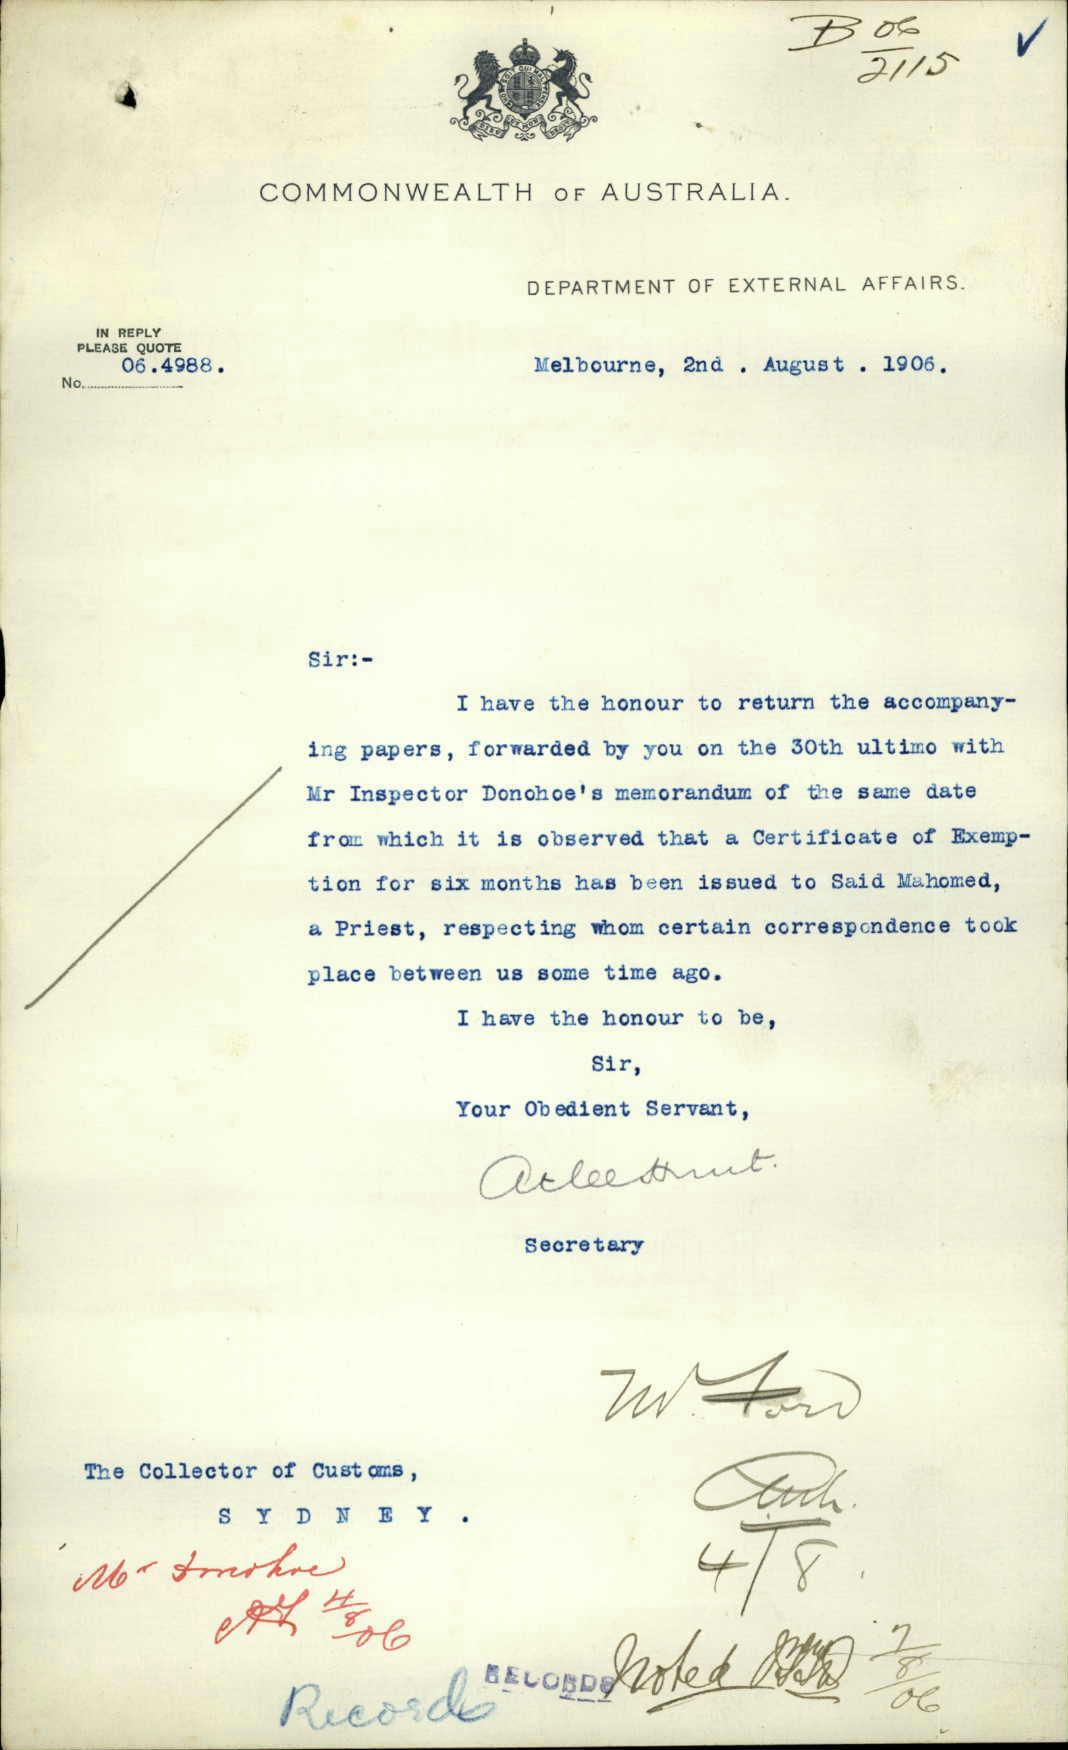 B 06/2115
COMMONWEALTH OF AUSTRALIA.
DEPARTMENT OF EXTERNAL AFFAIRS.
IN REPLY
PLEASE QUOTE
06.4988.
No.
Melbourne, 2nd . August . 1906.
Sir:-
I have the honour to return the accompany-
ing papers, forwarded by you on the 30th ultimo with
Mr Inspector Donohoe's memorandum of the same date
from which it is observed that a Certificate of Exemp-
tion for six months has been issued to Said Mahomed,
a Priest, respecting whom certain correspondence took
place between us some time ago.
I have the honour to be,
Sir,
Your Obedient Servant,
Atlee Hunt.
Secretary
Mr. Ford
4/8
The Collector of Customs,
SYDNEY.
Mr Donohoe
4/8/06
Noted
7/8/06
RECORDS
Records